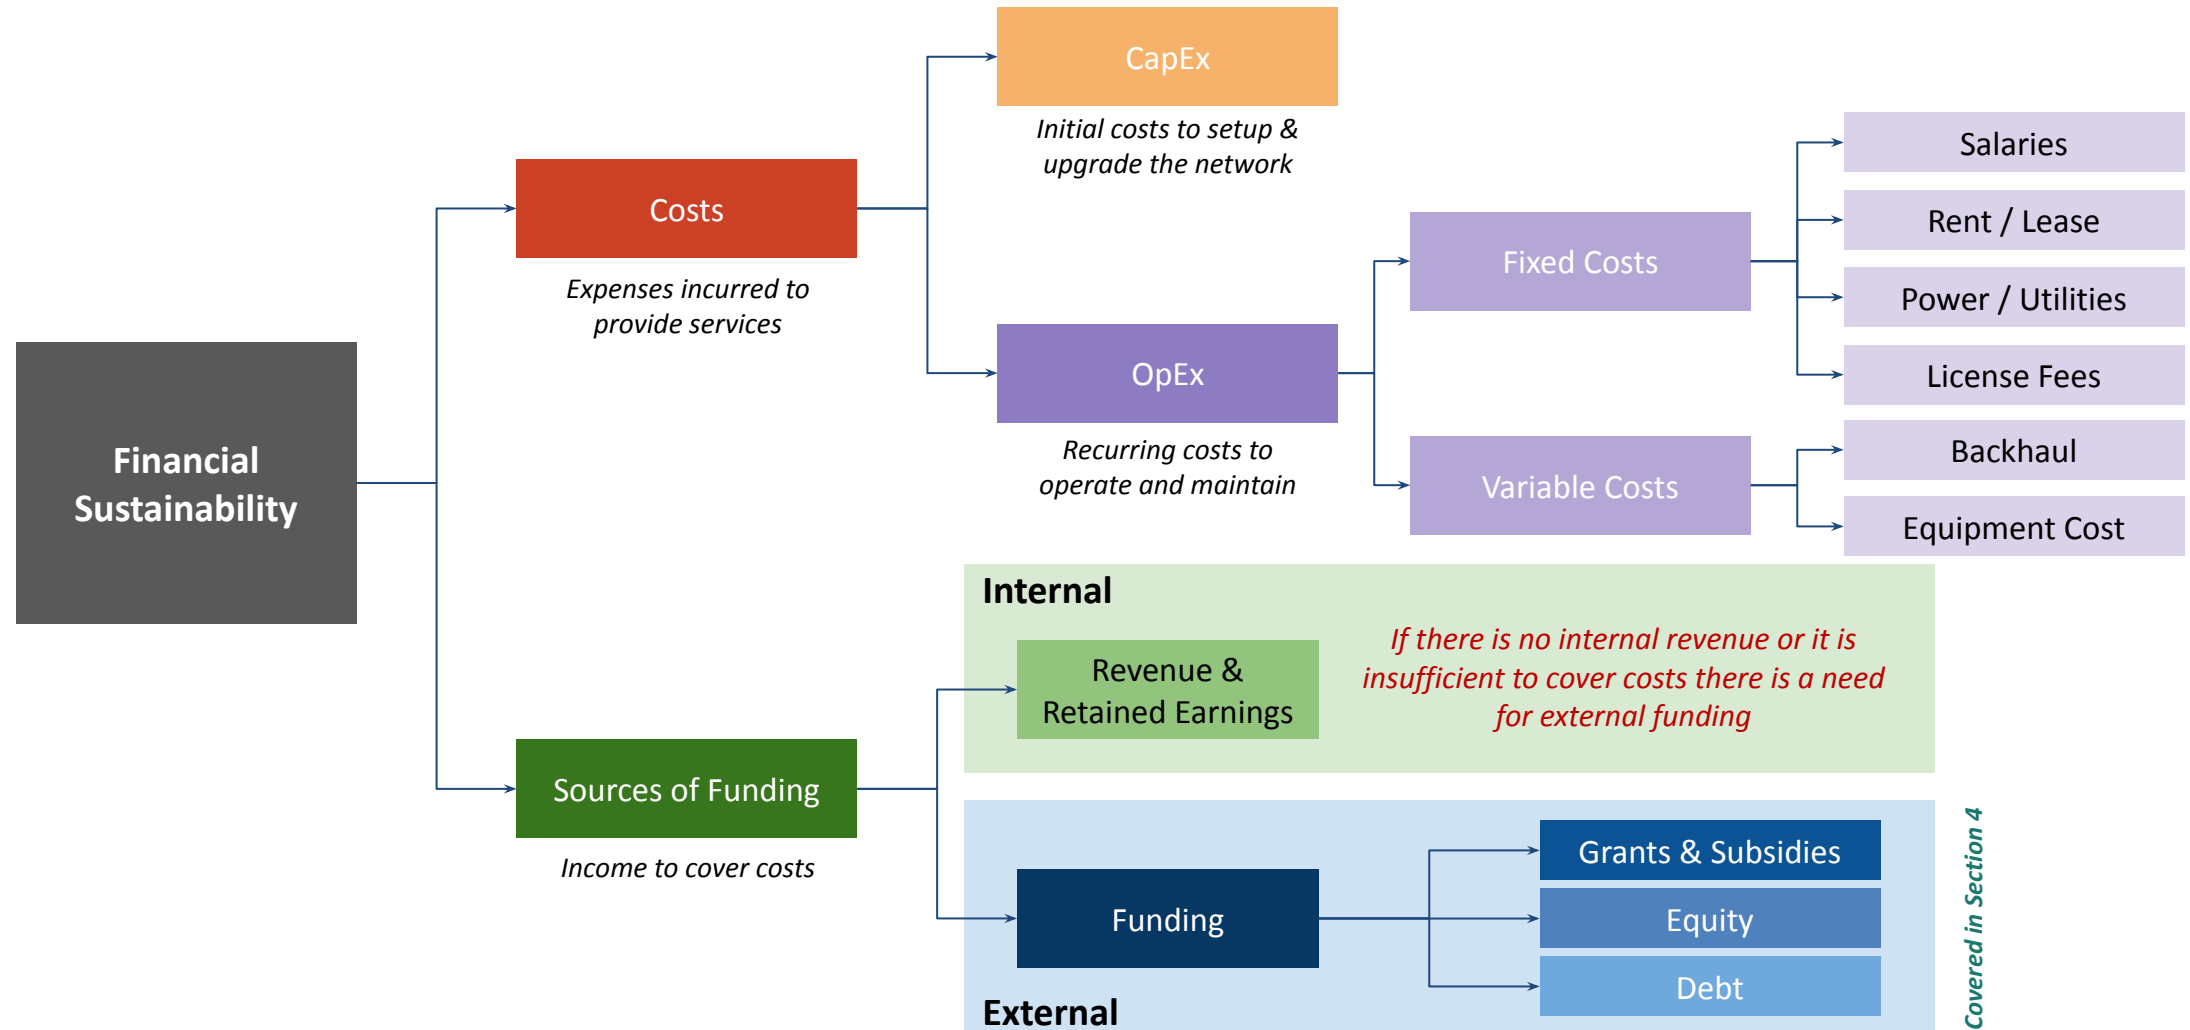 CapEx
Initial costs to setup &
upgrade the network
Costs
Expenses incurred to
provide services
Financial
Sustainability
OpEx
Recurring costs to
operate and maintain
Fixed Costs
Variable Costs
Salaries
Rent / Lease
Power / Utilities
License Fees
Backhaul
Equipment Cost
Internal
Revenue &
Retained Earnings
If there is no internal revenue or it is
insufficient to cover costs there is a need
for external funding
Sources of Funding
Income to cover costs
Funding
Grants & Subsidies
Equity
Debt
External
Covered in Section 4